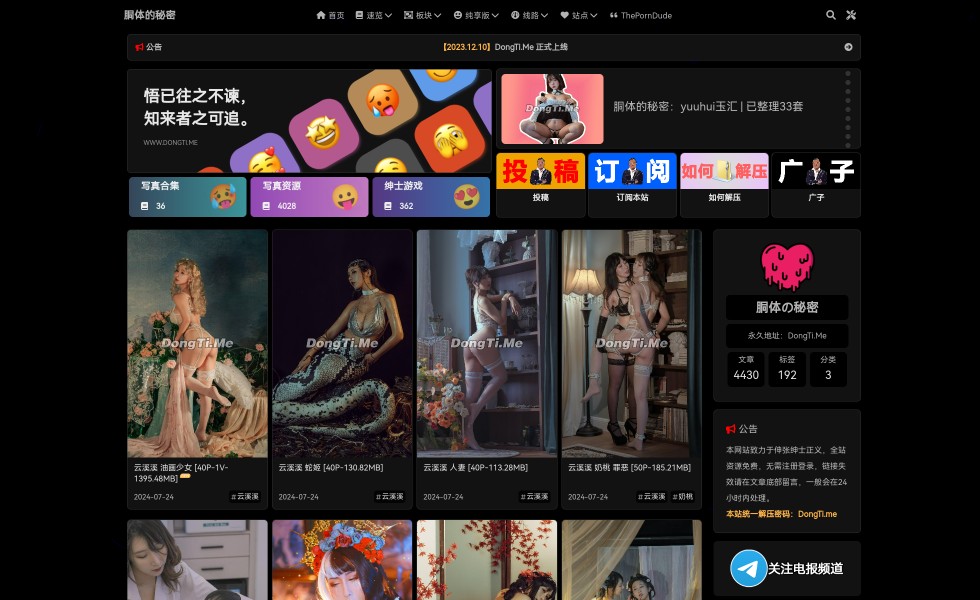 胴体的秘密
首页 速览 板块 纯享版 线路 站点 ThePornDude
公告
【2023.12.10】DongTi.Me 正式上线
悟已往之不谏，
知来者之可追。
WWW.DONGTI.ME
DongTi.Me
胴体的秘密：yuuhui玉汇 | 已整理33套
投稿
订阅
如何解压
广子
投稿
订阅本站
如何解压
广子
写真合集
36
写真资源
4028
绅士游戏
362
DongTi.Me
DongTi.Me
DongTi.Me
DongTi.Me
云溪溪 油画少女 [40P-1V-
1395.48MB]
2024-07-24
#云溪溪
云溪溪 蛇姬 [40P-130.82MB]
2024-07-24
#云溪溪
云溪溪 人妻 [40P-113.28MB]
2024-07-24
#云溪溪
云溪溪 奶桃 罪恶 [50P-185.21MB]
2024-07-24
#云溪溪 #奶桃
胴体の秘密
永久地址：DongTi.Me
文章
4430
标签
192
分类
3
公告
本网站致力于伸张绅士正义，全站
资源免费，无需注册登录，链接失
效请在文章底部留言，一般会在24
小时内处理。
本站统一解压密码：DongTi.me
关注电报频道